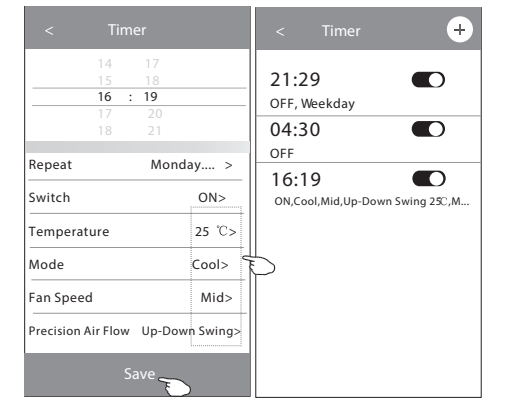 < Timer
14 17
15 18
16 : 19
17 20
18 21
Repeat Monday.... >
Switch ON>
Temperature 25 ℃>
Mode Cool>
Fan Speed Mid>
Precision Air Flow Up-Down Swing>
Save
< Timer +
21:29
OFF, Weekday
04:30
OFF
16:19
ON,Cool,Mid,Up-Down Swing 25℃,M...